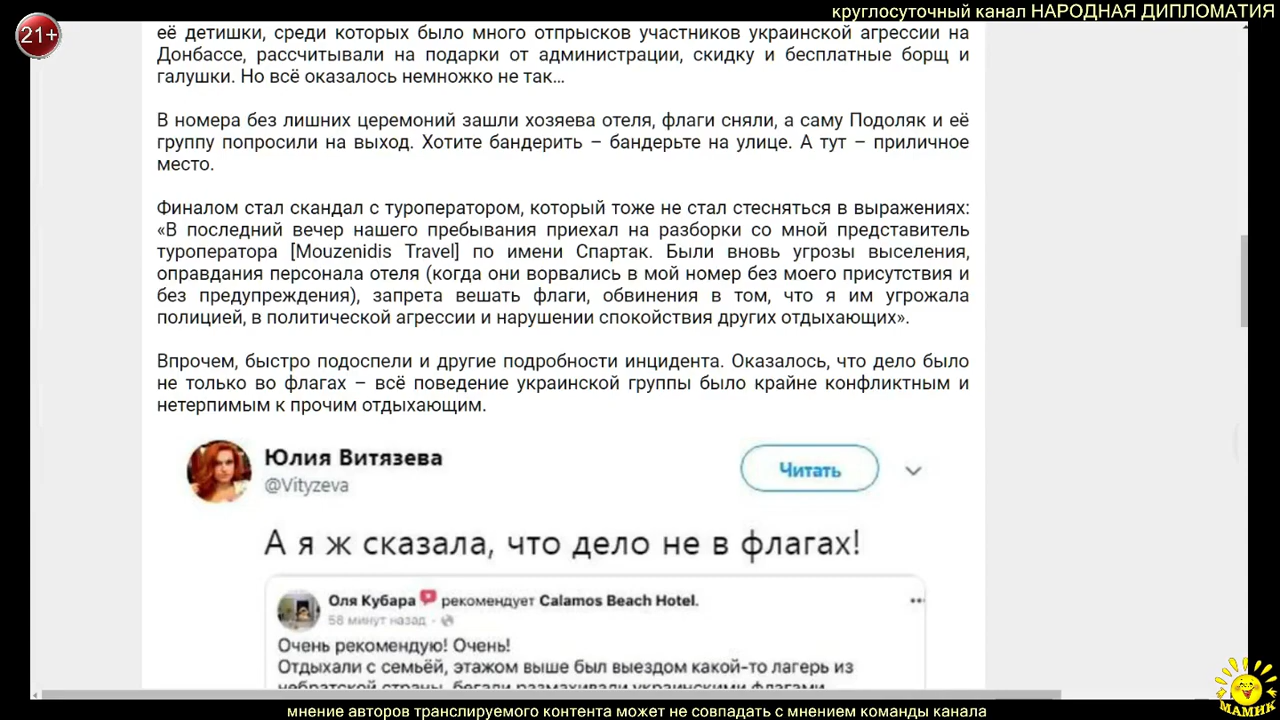 круглосуточный канал НАРОДНАЯ ДИПЛОМАТИЯ
21+
её детишки, среди которых было много отпрысков участников украинской агрессии на
Донбассе, рассчитывали на подарки от администрации, скидку и бесплатные борщ и
галушки. Но всё оказалось немножко не так…
В номера без лишних церемоний зашли хозяева отеля, флаги сняли, а саму Подоляк и её
группу попросили на выход. Хотите бандерить – бандерьте на улице. А тут – приличное
место.
Финалом стал скандал с туроператором, который тоже не стал стесняться в выражениях:
«В последний вечер нашего пребывания приехал на разборки со мной представитель
туроператора [Mouzenidis Travel] по имени Спартак. Были вновь угрозы выселения,
оправдания персонала отеля (когда они ворвались в мой номер без моего присутствия и
без предупреждения), запрета вешать флаги, обвинения в том, что я им угрожала
полицией, в политической агрессии и нарушении спокойствия других отдыхающих».
Впрочем, быстро подоспели и другие подробности инцидента. Оказалось, что дело было
не только во флагах – всё поведение украинской группы было крайне конфликтным и
нетерпимым к прочим отдыхающим.
Юлия Витязева
@Vityzeva
Читать
А я ж сказала, что дело не в флагах!
Оля Кубара рекомендует Calamos Beach Hotel.
58 минут назад
Очень рекомендую! Очень!
Отдыхали с семьёй, этажом выше был выездом какой-то лагерь из
небратской страны, бегали размахивали украинскими флагами
МАМИК
мнение авторов транслируемого контента может не совпадать с мнением команды канала